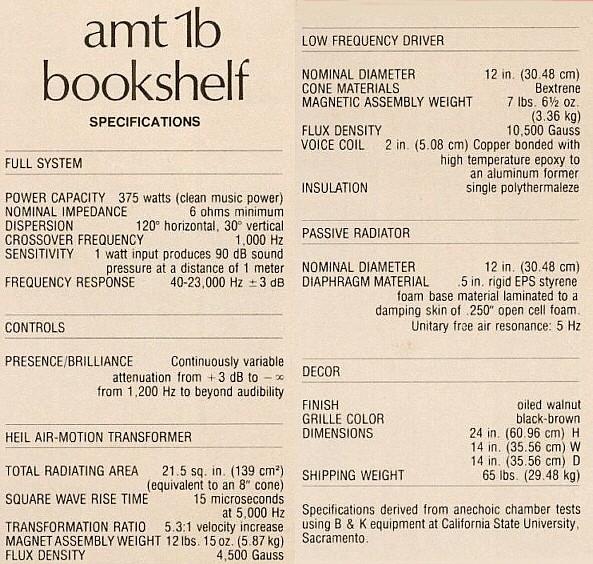 amt 1b
bookshelf
SPECIFICATIONS
FULL SYSTEM
POWER CAPACITY 375 watts (clean music power)
NOMINAL IMPEDANCE 6 ohms minimum
DISPERSION 120° horizontal, 30° vertical
CROSSOVER FREQUENCY 1,000 Hz
SENSITIVITY 1 watt input produces 90 dB sound
pressure at a distance of 1 meter
FREQUENCY RESPONSE 40-23,000 Hz ±3 dB
CONTROLS
PRESENCE/BRILLIANCE Continuously variable
attenuation from +3 dB to -∞
from 1,200 Hz to beyond audibility
HEIL AIR-MOTION TRANSFORMER
TOTAL RADIATING AREA 21.5 sq. in. (139 cm²)
(equivalent to an 8" cone)
SQUARE WAVE RISE TIME 15 microseconds
at 5,000 Hz
TRANSFORMATION RATIO 5.3:1 velocity increase
MAGNET ASSEMBLY WEIGHT 12 lbs. 15 oz. (5.87 kg)
FLUX DENSITY 4,500 Gauss
LOW FREQUENCY DRIVER
NOMINAL DIAMETER 12 in. (30.48 cm)
CONE MATERIALS Bextrene
MAGNETIC ASSEMBLY WEIGHT 7 lbs. 6½ oz.
(3.36 kg)
FLUX DENSITY 10,500 Gauss
VOICE COIL 2 in. (5.08 cm) Copper bonded with
high temperature epoxy to
an aluminum former
INSULATION single polythermaleze
PASSIVE RADIATOR
NOMINAL DIAMETER 12 in. (30.48 cm)
DIAPHRAGM MATERIAL .5 in. rigid EPS styrene
foam base material laminated to a
damping skin of .250" open cell foam.
Unitary free air resonance: 5 Hz
DECOR
FINISH oiled walnut
GRILLE COLOR black-brown
DIMENSIONS 24 in. (60.96 cm) H
14 in. (35.56 cm) W
14 in. (35.56 cm) D
SHIPPING WEIGHT 65 lbs. (29.48 kg)
Specifications derived from anechoic chamber tests
using B & K equipment at California State University,
Sacramento.